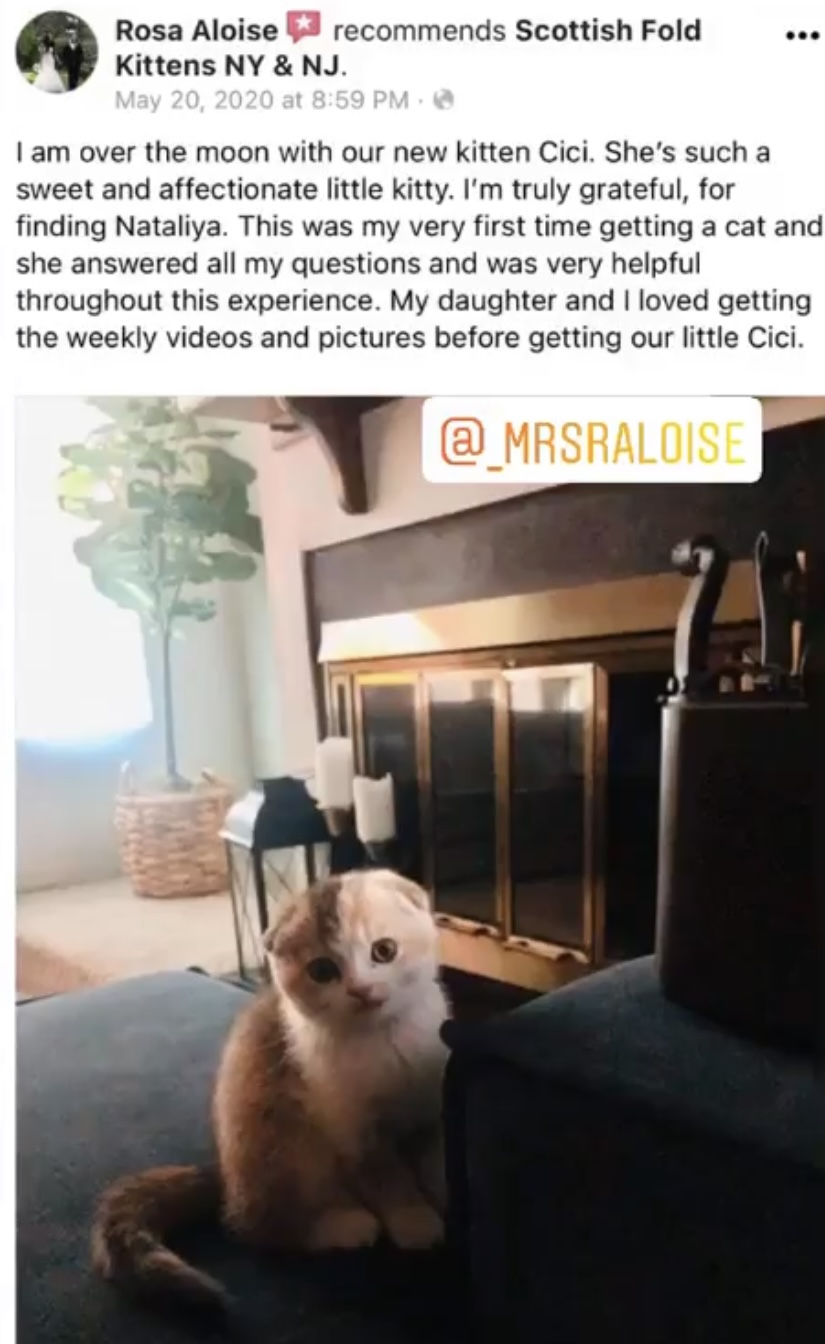 Rosa Aloise recommends Scottish Fold
Kittens NY & NJ.
May 20, 2020 at 8:59 PM ·
I am over the moon with our new kitten Cici. She's such a
sweet and affectionate little kitty. I'm truly grateful, for
finding Nataliya. This was my very first time getting a cat and
she answered all my questions and was very helpful
throughout this experience. My daughter and I loved getting
the weekly videos and pictures before getting our little Cici.
@_MRSRALOISE